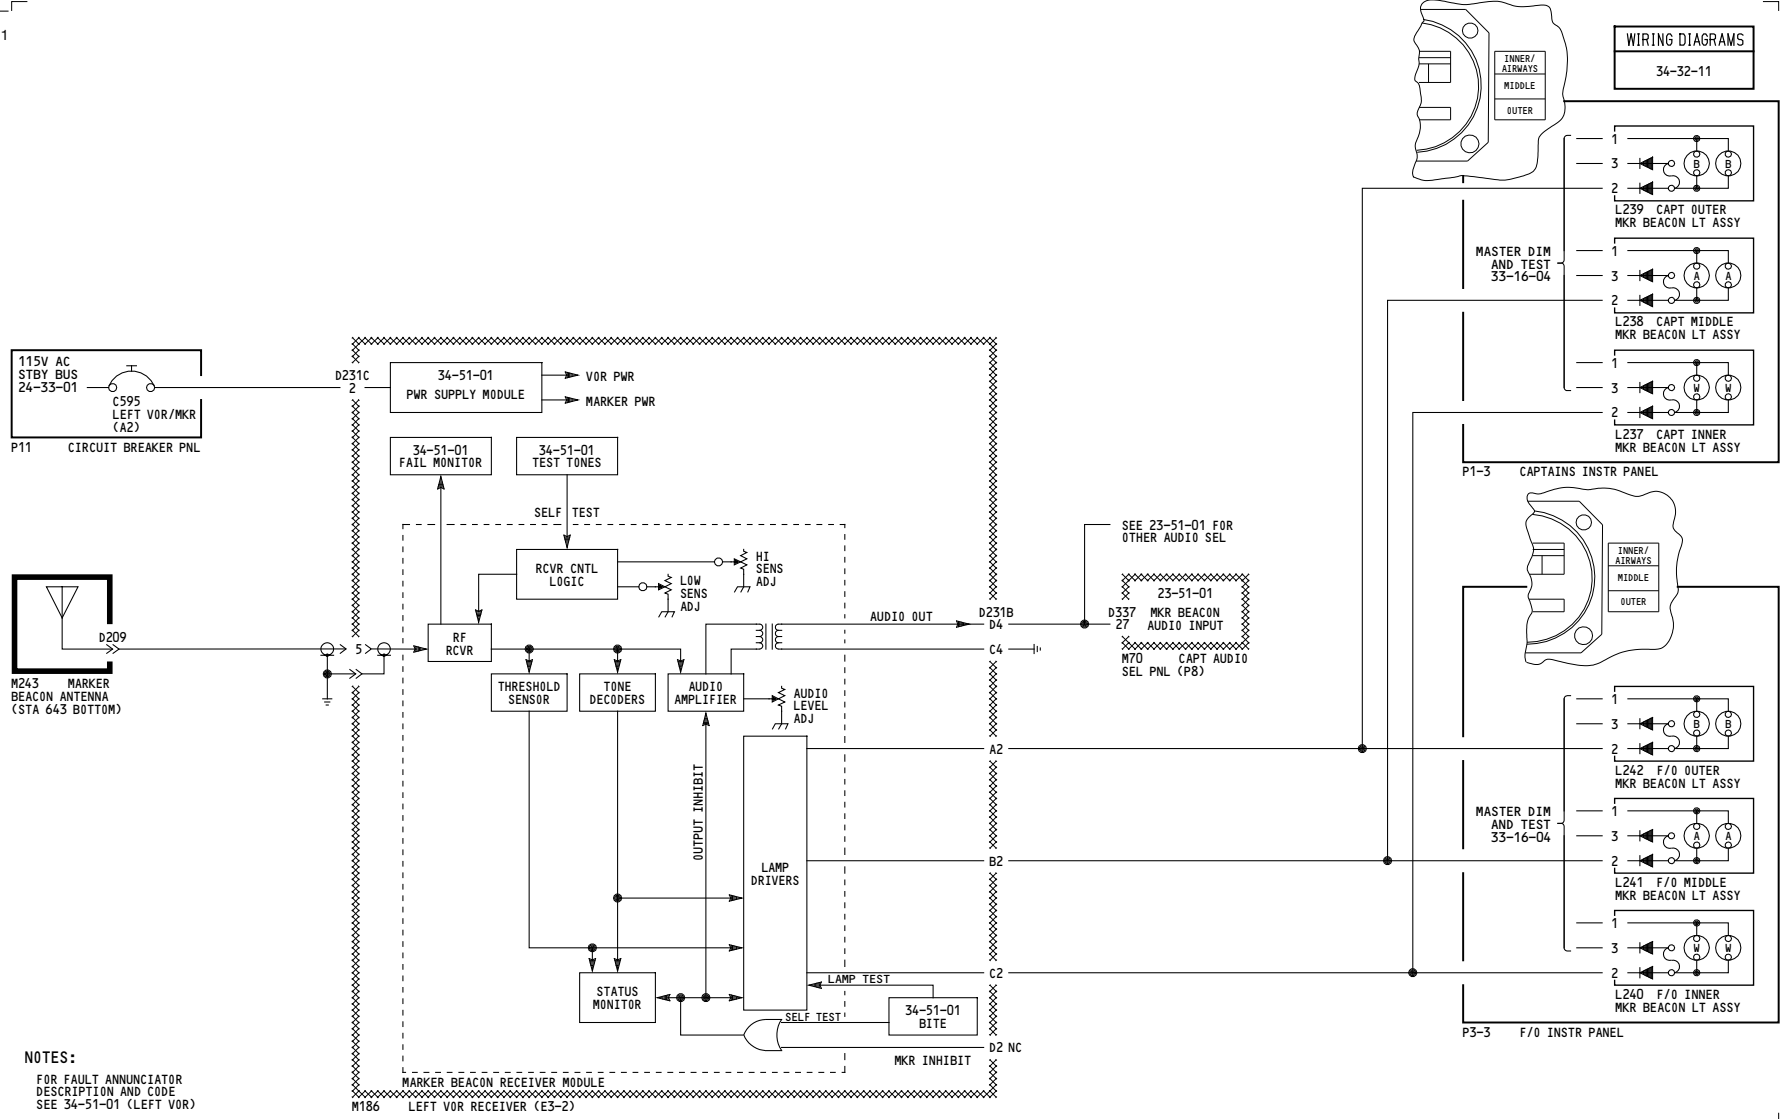 1
WIRING DIAGRAMS
34-32-11
INNER/
AIRWAYS
MIDDLE
OUTER
1
3
2
B
B
L239 CAPT OUTER
MKR BEACON LT ASSY
MASTER DIM
AND TEST
33-16-04
1
3
2
A
A
L238 CAPT MIDDLE
MKR BEACON LT ASSY
1
3
2
W
W
L237 CAPT INNER
MKR BEACON LT ASSY
P1-3 CAPTAINS INSTR PANEL
115V AC
STBY BUS
24-33-01
C595
LEFT VOR/MKR
(A2)
P11 CIRCUIT BREAKER PNL
D231C
2
34-51-01
PWR SUPPLY MODULE
VOR PWR
MARKER PWR
34-51-01
FAIL MONITOR
34-51-01
TEST TONES
SELF TEST
RCVR CNTL
LOGIC
HI
SENS
ADJ
LOW
SENS
ADJ
SEE 23-51-01 FOR
OTHER AUDIO SEL
23-51-01
MKR BEACON
AUDIO INPUT
D337
27
M70 CAPT AUDIO
SEL PNL (P8)
AUDIO OUT
D231B
D4
C4
D209
M243 MARKER
BEACON ANTENNA
(STA 643 BOTTOM)
5
RF
RCVR
THRESHOLD
SENSOR
TONE
DECODERS
AUDIO
AMPLIFIER
AUDIO
LEVEL
ADJ
OUTPUT INHIBIT
LAMP
DRIVERS
A2
B2
C2
LAMP TEST
STATUS
MONITOR
SELF TEST
34-51-01
BITE
D2 NC
MKR INHIBIT
MARKER BEACON RECEIVER MODULE
M186 LEFT VOR RECEIVER (E3-2)
INNER/
AIRWAYS
MIDDLE
OUTER
1
3
2
B
B
L242 F/O OUTER
MKR BEACON LT ASSY
MASTER DIM
AND TEST
33-16-04
1
3
2
A
A
L241 F/O MIDDLE
MKR BEACON LT ASSY
1
3
2
W
W
L240 F/O INNER
MKR BEACON LT ASSY
P3-3 F/O INSTR PANEL
NOTES:
FOR FAULT ANNUNCIATOR
DESCRIPTION AND CODE
SEE 34-51-01 (LEFT VOR)